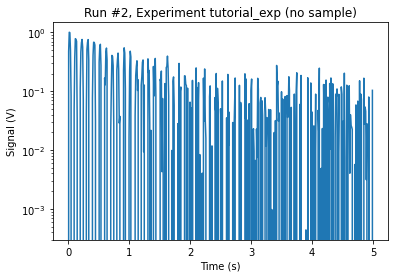 Run #2, Experiment tutorial_exp (no sample)
Signal (V)
10⁰
10⁻¹
10⁻²
10⁻³
0 1 2 3 4 5
Time (s)